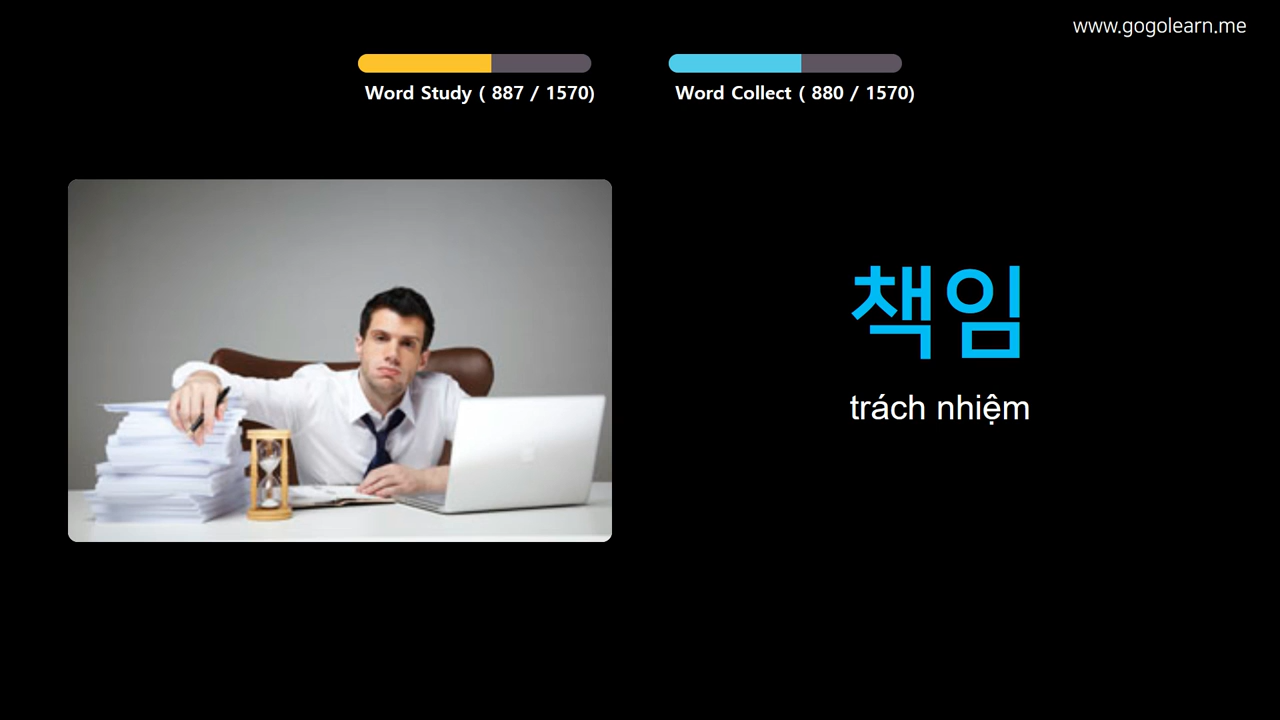 www.gogolearn.me
Word Study ( 887 / 1570)
Word Collect ( 880 / 1570)
책임
trách nhiệm